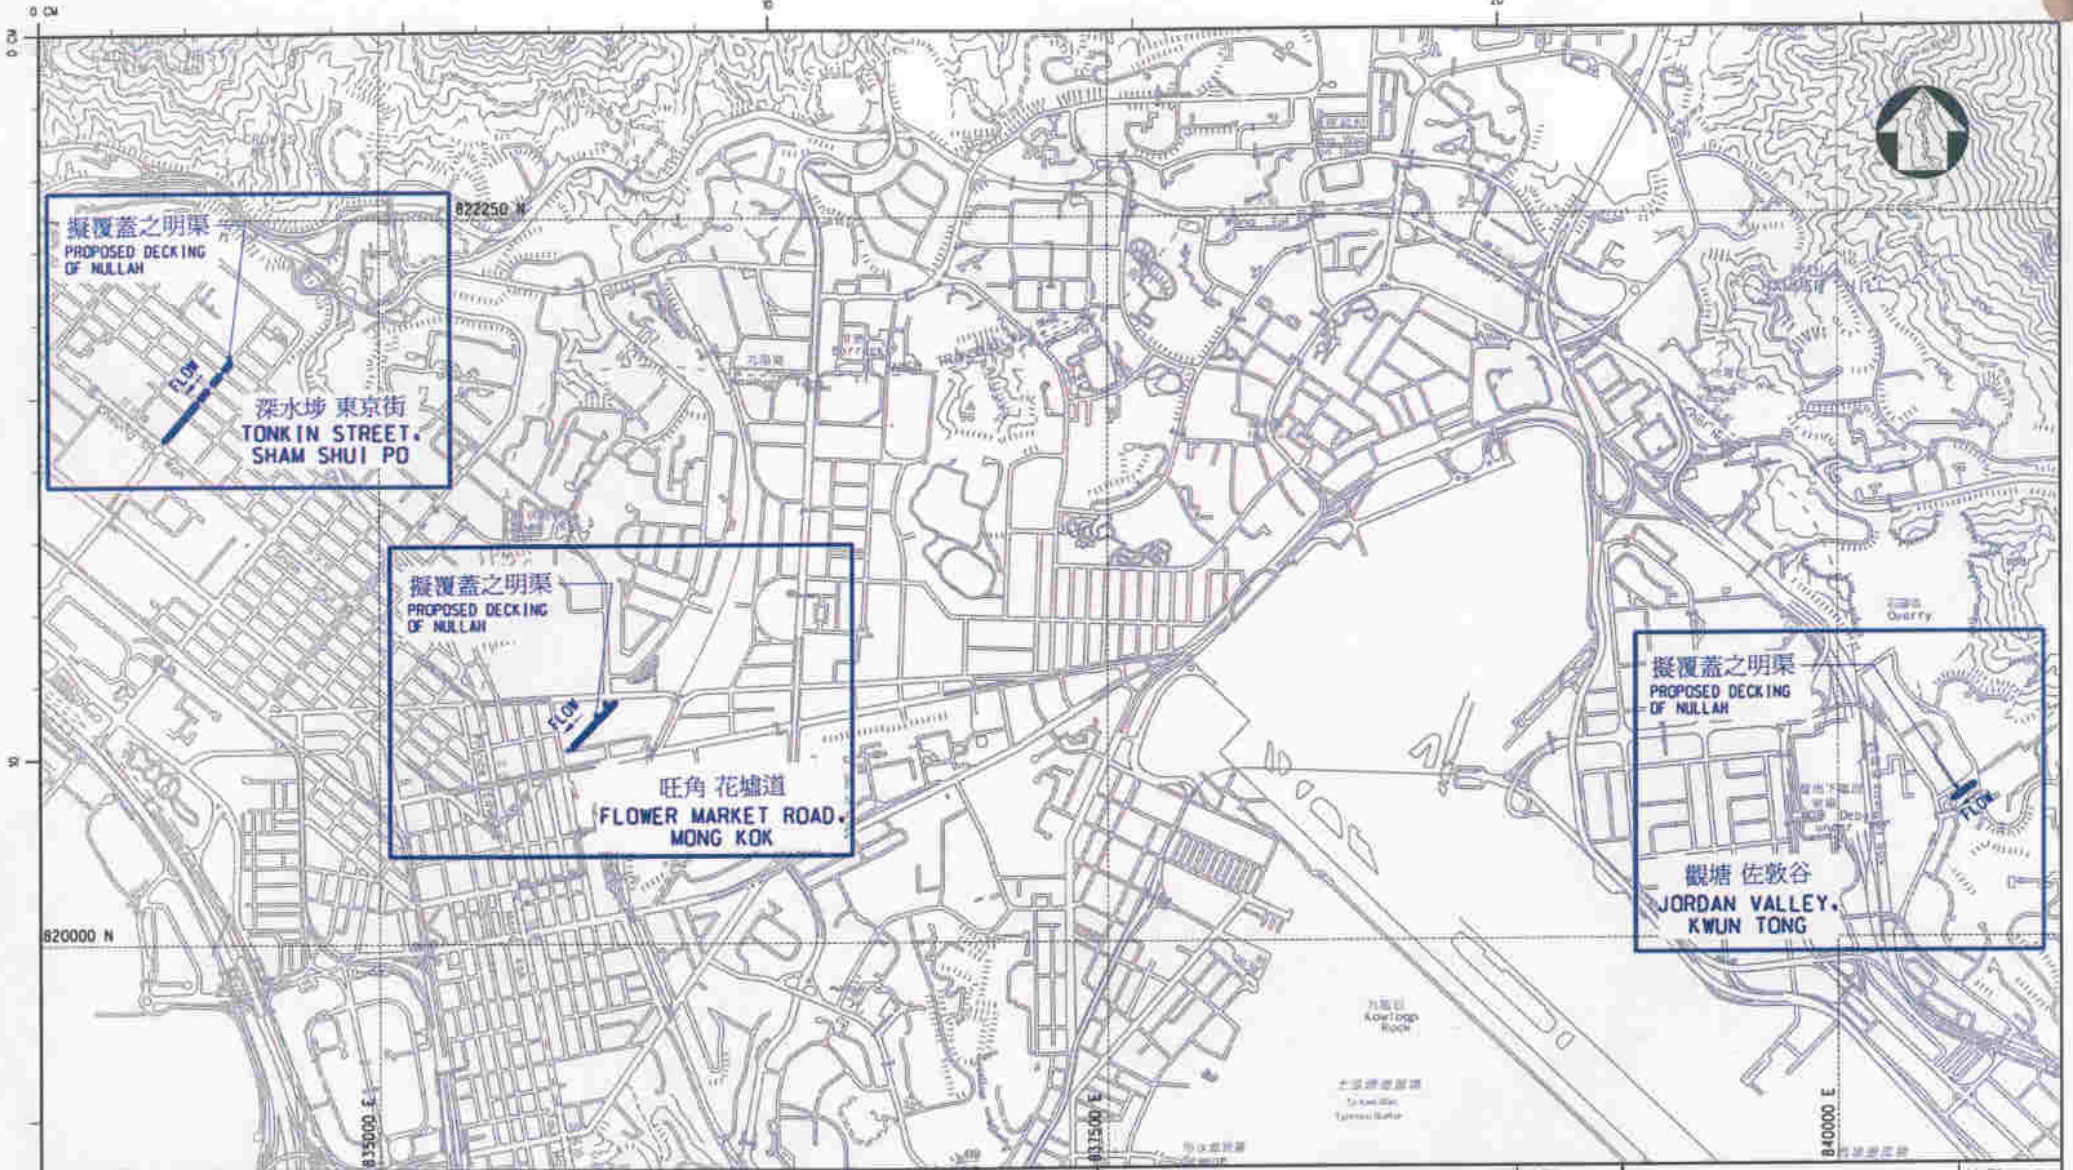 0 CM
10
20
0
10
822250 N
擬覆蓋之明渠
PROPOSED DECKING
OF NULLAH
FLOW
深水埗 東京街
TONKIN STREET,
SHAM SHUI PO
擬覆蓋之明渠
PROPOSED DECKING
OF NULLAH
FLOW
旺角 花墟道
FLOWER MARKET ROAD,
MONG KOK
Quarry
擬覆蓋之明渠
PROPOSED DECKING
OF NULLAH
FLOW
觀塘 佐敦谷
JORDAN VALLEY,
KWUN TONG
820000 N
九龍石
Kowloon
Rock
835000 E
837500 E
840000 E